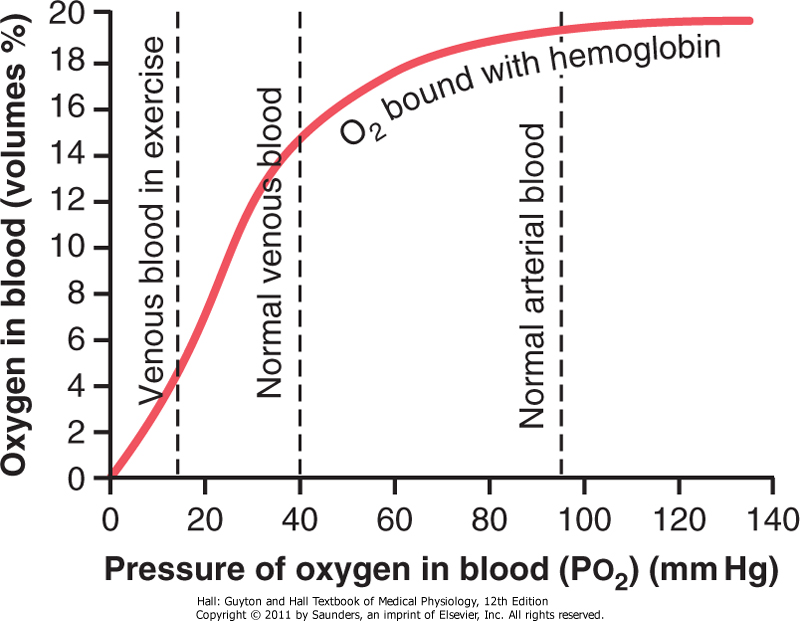 Oxygen in blood (volumes %)
20
18
16
14
12
10
8
6
4
2
0
Venous blood in exercise
Normal venous blood
O₂ bound with hemoglobin
Normal arterial blood
0 20 40 60 80 100 120 140
Pressure of oxygen in blood (PO₂) (mm Hg)
Hall: Guyton and Hall Textbook of Medical Physiology, 12th Edition
Copyright © 2011 by Saunders, an imprint of Elsevier, Inc. All rights reserved.